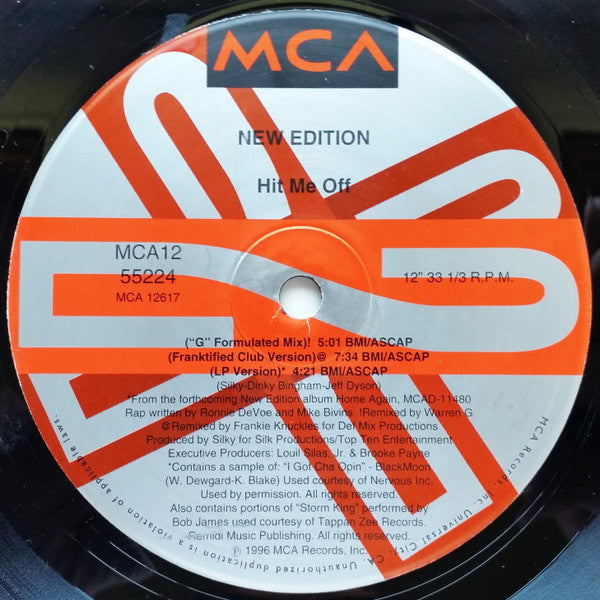 MCA
NEW EDITION
Hit Me Off
MCA12
55224
MCA 12617
12" 33 1/3 R.P.M.
("G" Formulated Mix)! 5:01 BMI/ASCAP
(Franktified Club Version)@ 7:34 BMI/ASCAP
(LP Version)* 4:21 BMI/ASCAP
(Silky-Dinky Bingham-Jeff Dyson)
*From the forthcoming New Edition album Home Again, MCAD-11480
Rap written by Ronnie DeVoe and Mike Bivins !Remixed by Warren G
@Remixed by Frankie Knuckles for Def Mix Productions
Produced by Silky for Silk Productions/Top Ten Entertainment
Executive Producers: Louil Silas, Jr. & Brooke Payne
*Contains a sample of: "I Got Cha Opin" - BlackMoon
(W. Dewgard-K. Blake) Used courtesy of Nervous Inc.
Used by permission. All rights reserved.
Also contains portions of "Storm King" performed by
Bob James used courtesy of Tappan Zee Records.
Remidi Music Publishing. All rights reserved.
℗ 1996 MCA Records, Inc.
MCA Records, Inc. Universal City, CA. Unauthorized duplication is a violation of applicable laws.